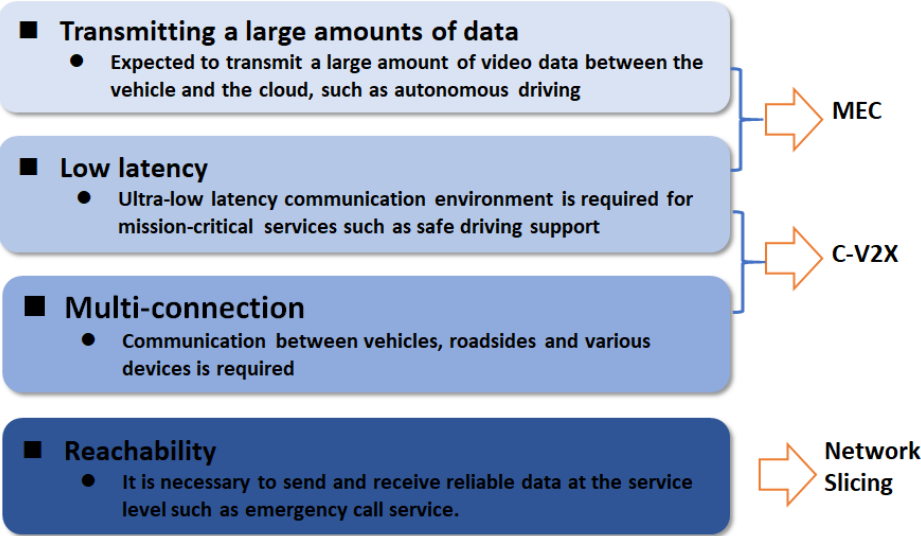 Transmitting a large amounts of data
Expected to transmit a large amount of video data between the
vehicle and the cloud, such as autonomous driving
MEC
Low latency
Ultra-low latency communication environment is required for
mission-critical services such as safe driving support
C-V2X
Multi-connection
Communication between vehicles, roadsides and various
devices is required
Reachability
It is necessary to send and receive reliable data at the service
level such as emergency call service.
Network
Slicing